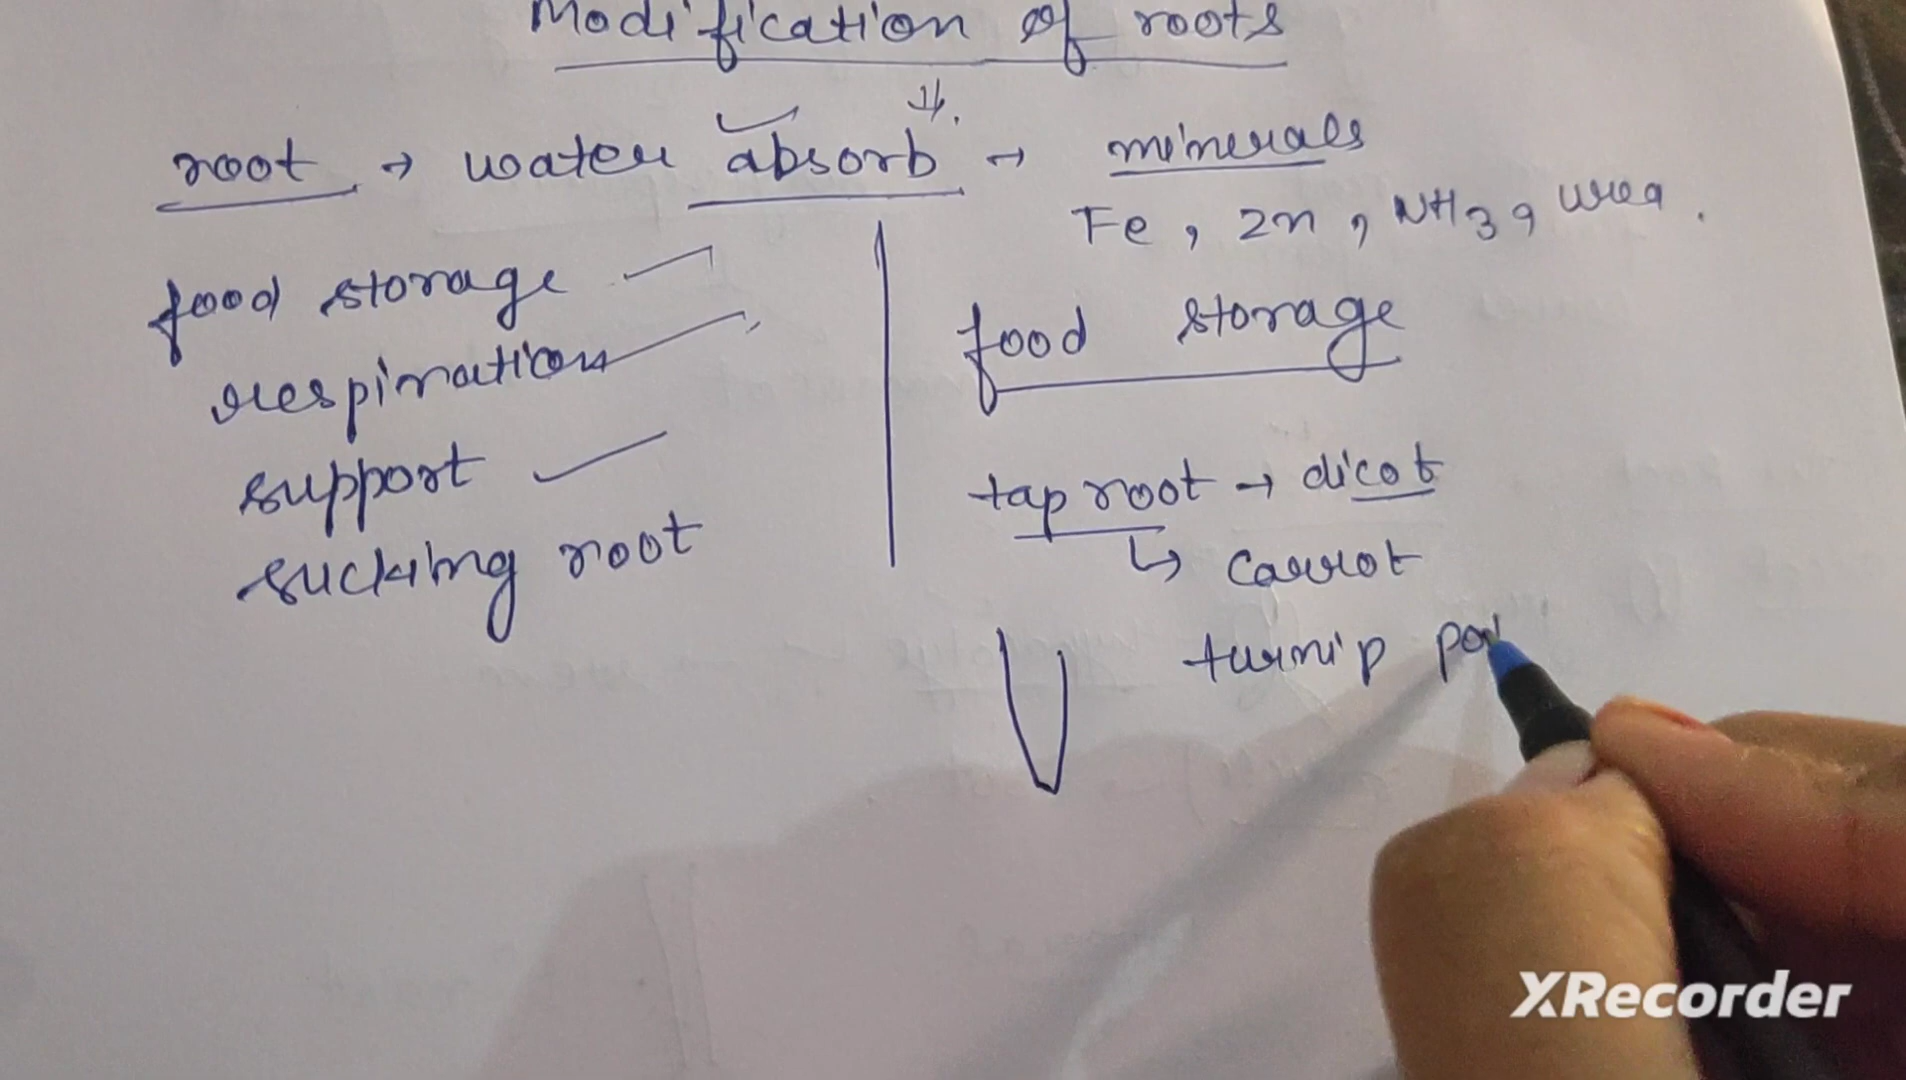 Modification of roots
root → water absorb → minerals
Fe, Zn, NH3, urea.
food storage
respiration
support
sucking root
food storage
tap root → dicot
↳ carrot
turnip
XRecorder